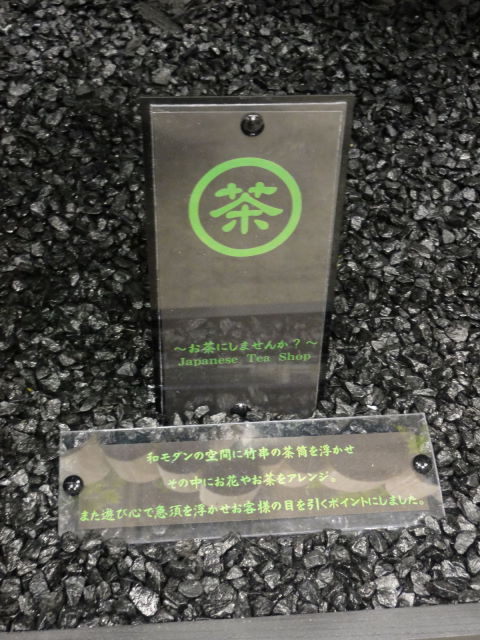 茶
～お茶にしませんか？～
Japanese Tea Shop
和モダンの空間に竹串の茶筒を浮かせ
その中にお花やお茶をアレンジ。
また遊び心で急須を浮かせお客様の目を引くポイントにしました。